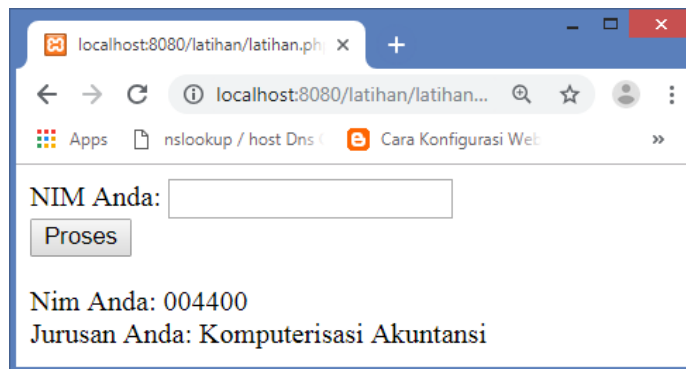 localhost:8080/latihan/latihan.ph
localhost:8080/latihan/latihan...
Apps nslookup / host Dns Cara Konfigurasi Web
NIM Anda:
Proses
Nim Anda: 004400
Jurusan Anda: Komputerisasi Akuntansi